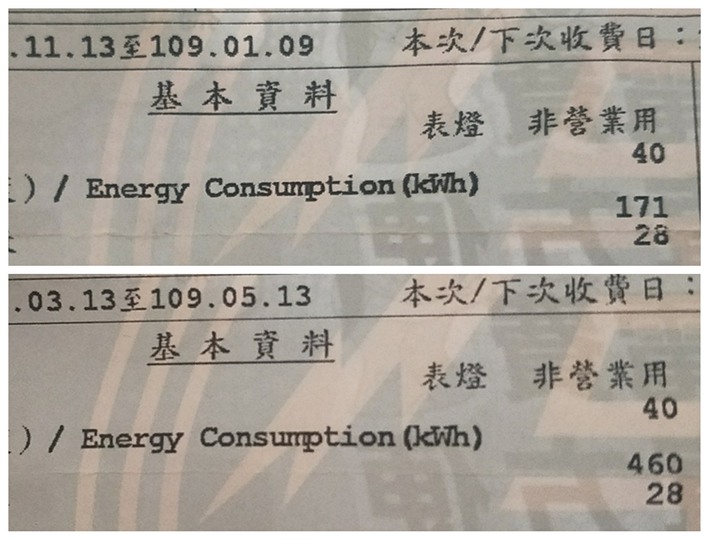 .11.13至109.01.09 本次/下次收費日：
基本資料
表燈 非營業用
40
) / Energy Consumption(kWh)
171
28
.03.13至109.05.13 本次/下次收費日：
基本資料
表燈 非營業用
40
) / Energy Consumption(kWh)
460
28